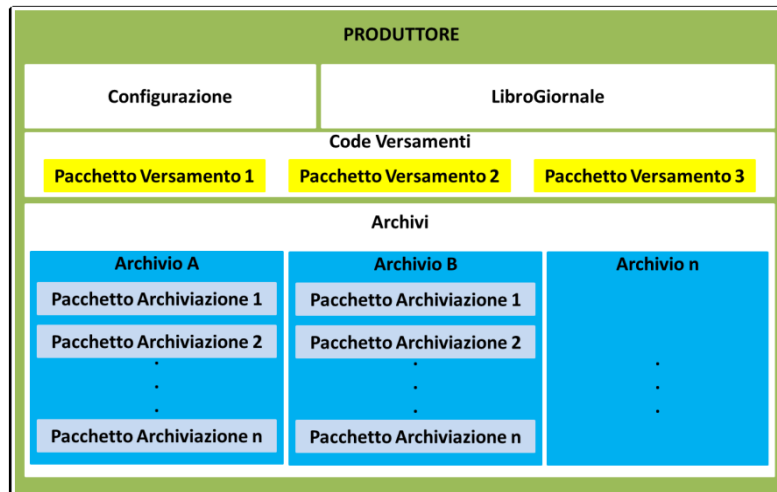 PRODUTTORE
Configurazione
LibroGiornale
Code Versamenti
Pacchetto Versamento 1
Pacchetto Versamento 2
Pacchetto Versamento 3
Archivi
Archivio A
Archivio B
Archivio n
Pacchetto Archiviazione 1
Pacchetto Archiviazione 1
Pacchetto Archiviazione 2
Pacchetto Archiviazione 2
.
.
.
.
.
.
.
.
.
Pacchetto Archiviazione n
Pacchetto Archiviazione n